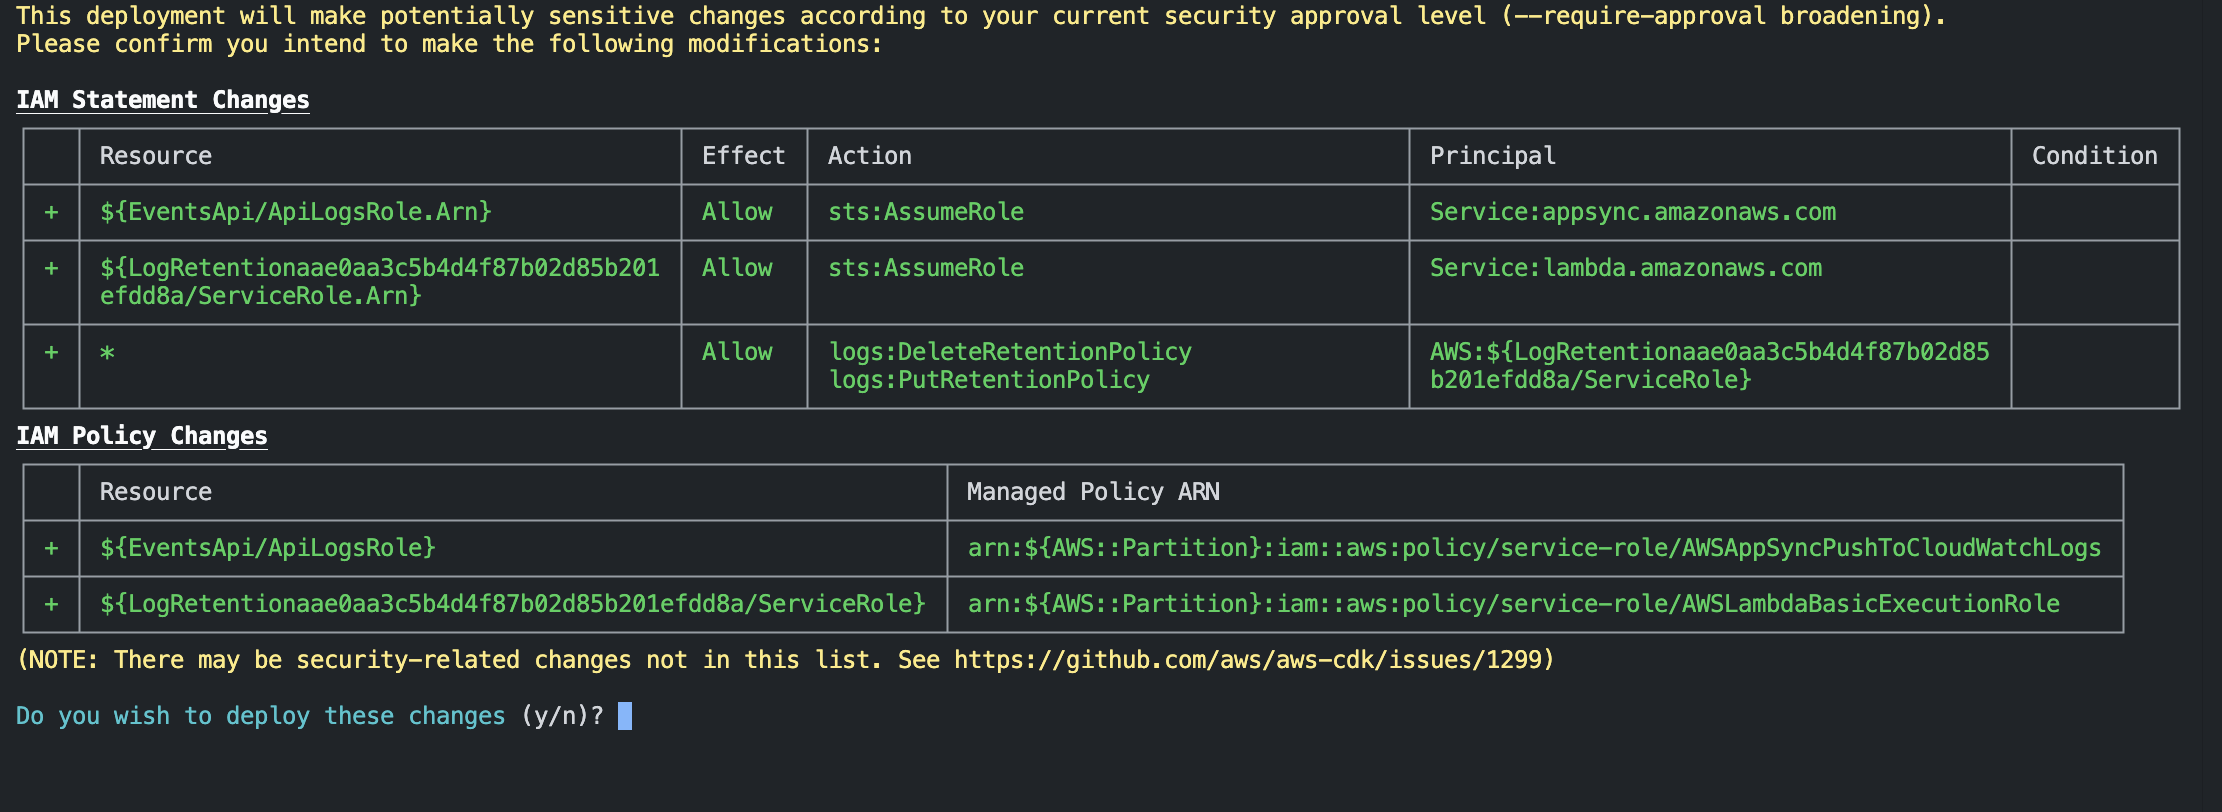 This deployment will make potentially sensitive changes according to your current security approval level (--require-approval broadening).
Please confirm you intend to make the following modifications:
IAM Statement Changes
Resource Effect Action Principal Condition
+ ${EventsApi/ApiLogsRole.Arn} Allow sts:AssumeRole Service:appsync.amazonaws.com
+ ${LogRetentionaae0aa3c5b4d4f87b02d85b201 Allow sts:AssumeRole Service:lambda.amazonaws.com
efdd8a/ServiceRole.Arn}
+ * Allow logs:DeleteRetentionPolicy AWS:${LogRetentionaae0aa3c5b4d4f87b02d85
logs:PutRetentionPolicy b201efdd8a/ServiceRole}
IAM Policy Changes
Resource Managed Policy ARN
+ ${EventsApi/ApiLogsRole} arn:${AWS::Partition}:iam::aws:policy/service-role/AWSAppSyncPushToCloudWatchLogs
+ ${LogRetentionaae0aa3c5b4d4f87b02d85b201efdd8a/ServiceRole} arn:${AWS::Partition}:iam::aws:policy/service-role/AWSLambdaBasicExecutionRole
(NOTE: There may be security-related changes not in this list. See https://github.com/aws/aws-cdk/issues/1299)
Do you wish to deploy these changes (y/n)?